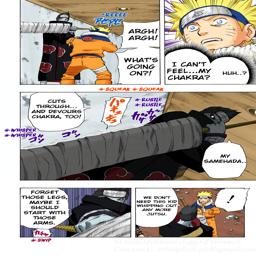 -KREEE
ARGH!
ARGH!
WHAT'S
GOING
ON?!
I CAN'T
FEEL...MY
CHAKRA?
HUH..?
SQUEAK SQUEAK
CUTS
THROUGH...
AND DEVOURS
CHAKRA, TOO!
RUSTLE
RUSTLE
WHISPER
WHISPER
MY
SAMEHADA...
FORGET
THOSE LEGS,
MAYBE I
SHOULD
START WITH
THOSE
ARMS.
WE DON'T
NEED THIS KID
WHIPPING OUT
ANY MORE
JUTSU.
!